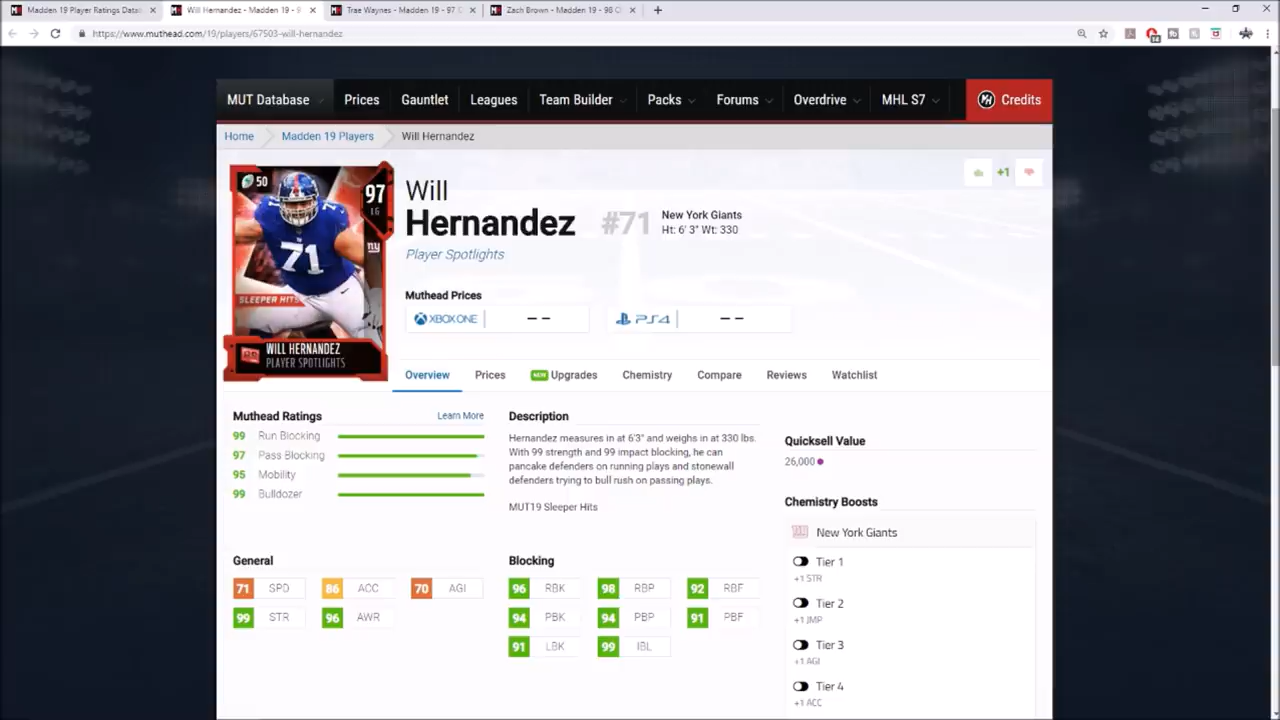 Madden 19 Player Ratings Data
Will Hernandez - Madden 19 - 9
Trae Waynes - Madden 19 - 97 C
Zach Brown - Madden 19 - 98 O
https://www.muthead.com/19/players/67503-will-hernandez
14
MUT Database
Prices
Gauntlet
Leagues
Team Builder
Packs
Forums
Overdrive
MHL S7
Credits
Home
Madden 19 Players
Will Hernandez
50
97
LG
71
SLEEPER HITS
WILL HERNANDEZ
PLAYER SPOTLIGHTS
Will
Hernandez
#71
New York Giants
Ht: 6' 3" Wt: 330
Player Spotlights
+1
Muthead Prices
XBOX ONE
- -
PS4
- -
Overview
Prices
NEW Upgrades
Chemistry
Compare
Reviews
Watchlist
Muthead Ratings
Learn More
99 Run Blocking
97 Pass Blocking
95 Mobility
99 Bulldozer
Description
Hernandez measures in at 6'3" and weighs in at 330 lbs.
With 99 strength and 99 impact blocking, he can
pancake defenders on running plays and stonewall
defenders trying to bull rush on passing plays.
MUT19 Sleeper Hits
Quicksell Value
26,000
Chemistry Boosts
New York Giants
Tier 1
+1 STR
Tier 2
+1 JMP
Tier 3
+1 AGI
Tier 4
+1 ACC
General
71 SPD 86 ACC 70 AGI
99 STR 96 AWR
Blocking
96 RBK 98 RBP 92 RBF
94 PBK 94 PBP 91 PBF
91 LBK 99 IBL